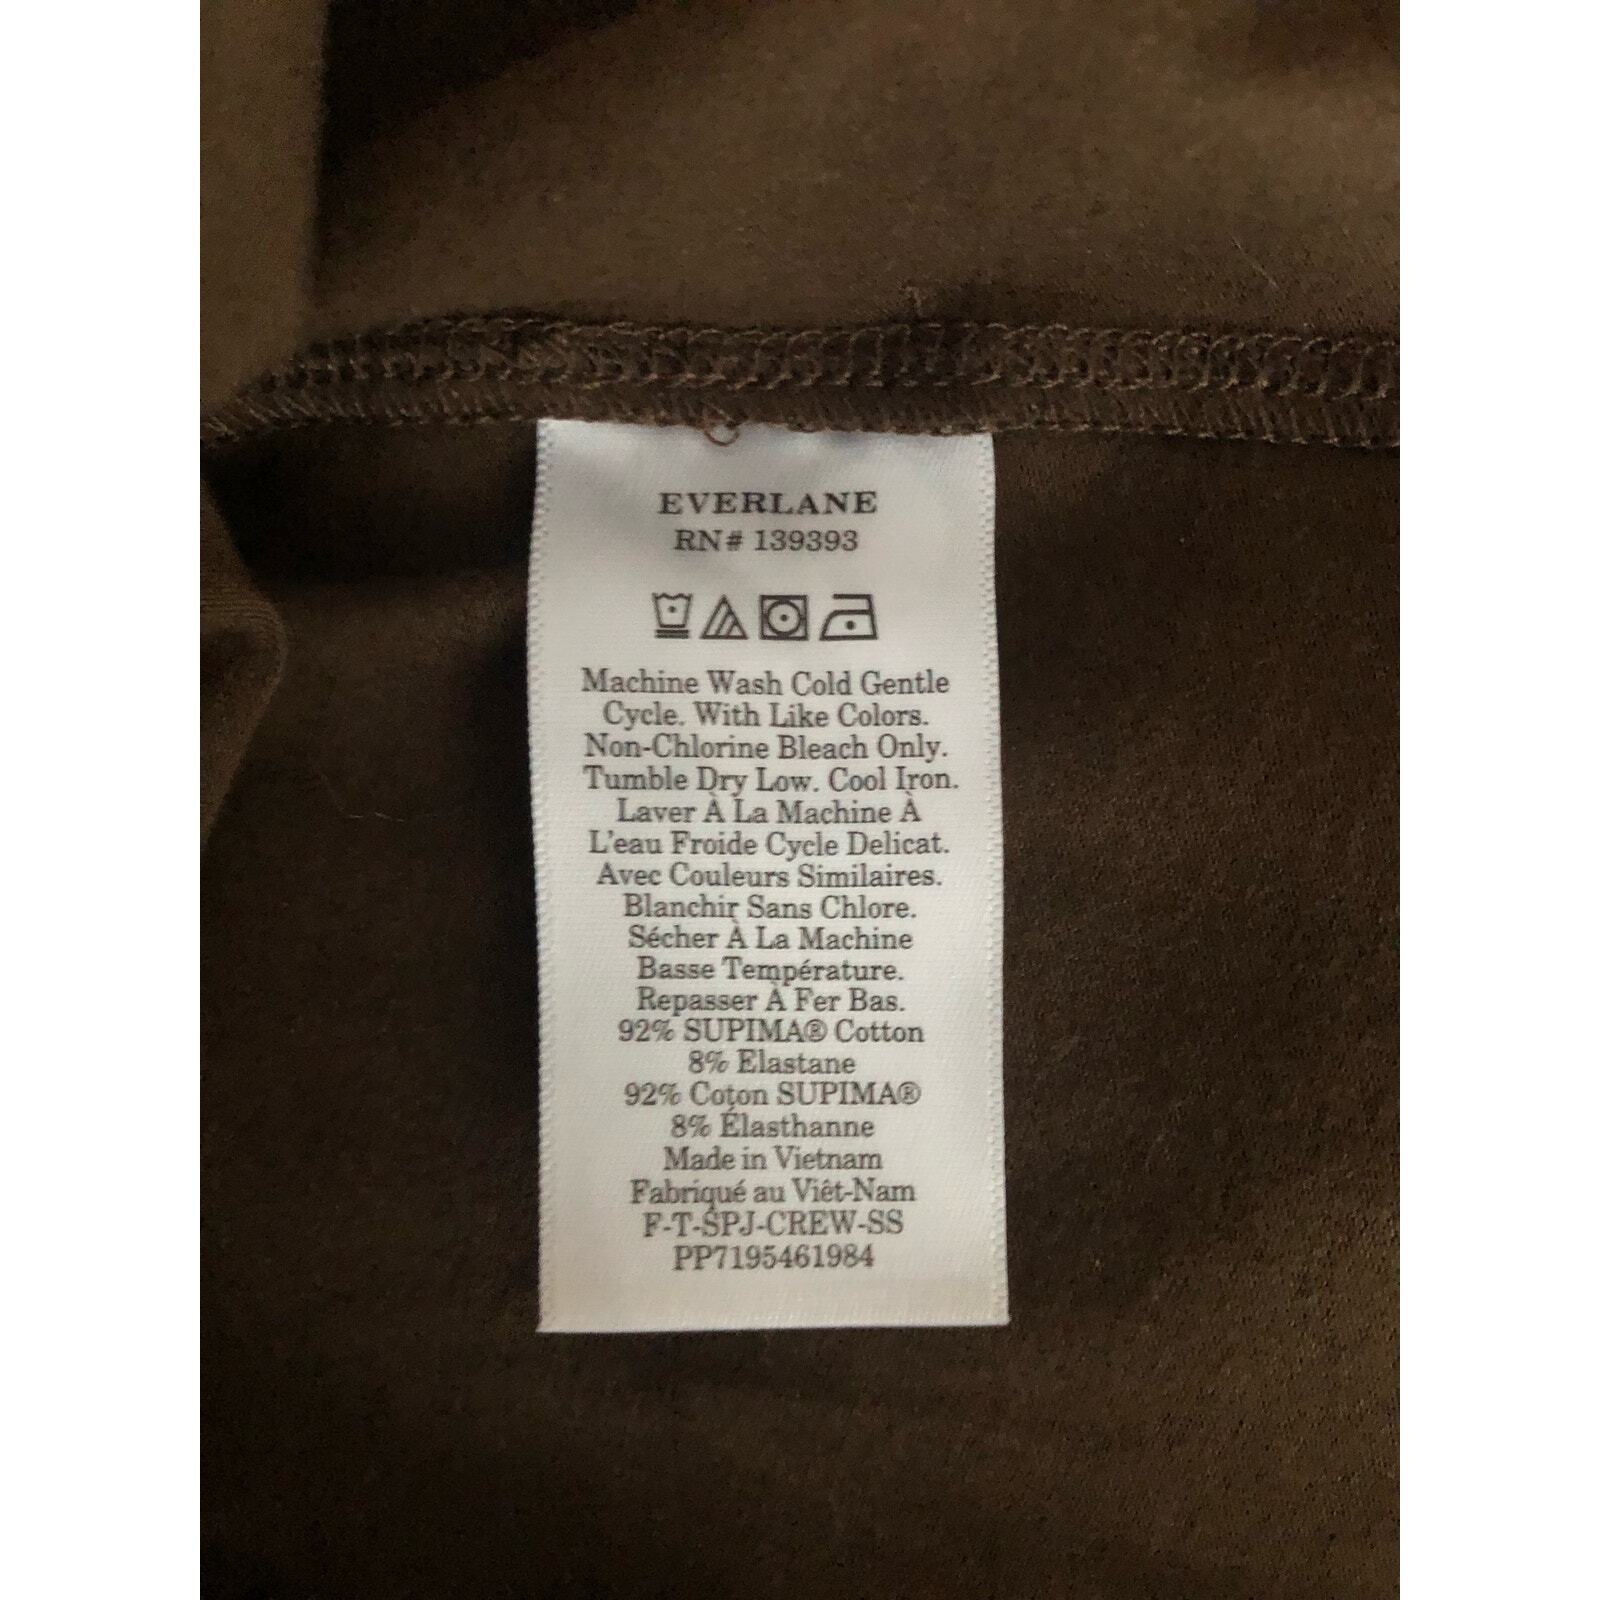 EVERLANE
RN# 139393
Machine Wash Cold Gentle
Cycle. With Like Colors.
Non-Chlorine Bleach Only.
Tumble Dry Low. Cool Iron.
Laver À La Machine À
L'eau Froide Cycle Delicat.
Avec Couleurs Similaires.
Blanchir Sans Chlore.
Sécher À La Machine
Basse Température.
Repasser À Fer Bas.
92% SUPIMA® Cotton
8% Elastane
92% Coton SUPIMA®
8% Élasthanne
Made in Vietnam
Fabriqué au Viêt-Nam
F-T-SPJ-CREW-SS
PP7195461984